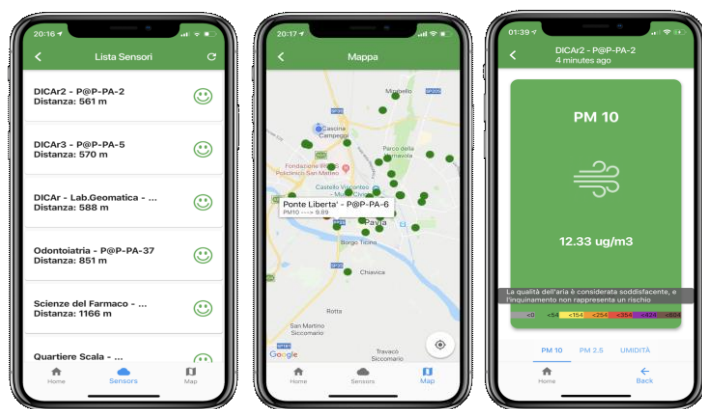 20:16
Lista Sensori
DICAr2 - P@P-PA-2
Distanza: 561 m
DICAr3 - P@P-PA-5
Distanza: 570 m
DICAr - Lab.Geomatica - ...
Distanza: 588 m
Odontoiatria - P@P-PA-37
Distanza: 851 m
Scienze del Farmaco - ...
Distanza: 1166 m
Quartiere Scala - ...
Home
Sensors
Map
20:17
Mappa
Mirabello
Cascina
Campeggi
Parco della
Vernavola
Fondazione IRCCS
Policlinico San Matteo
Castello Visconteo
Ponte Liberta' - P@P-PA-6
PM10 ---> 9.89
Pavia
Borgo Ticino
Chiavica
Rotta
San Martino
Siccomario
Travacò
Siccomario
Google
Home
Sensors
Map
01:39
DICAr2 - P@P-PA-2
4 minutes ago
PM 10
12.33 ug/m3
La qualità dell'aria è considerata soddisfacente, e
l'inquinamento non rappresenta un rischio
<0 <54 <154 <254 <354 <424 <604
PM 10 PM 2.5 UMIDITÀ
Home
Back